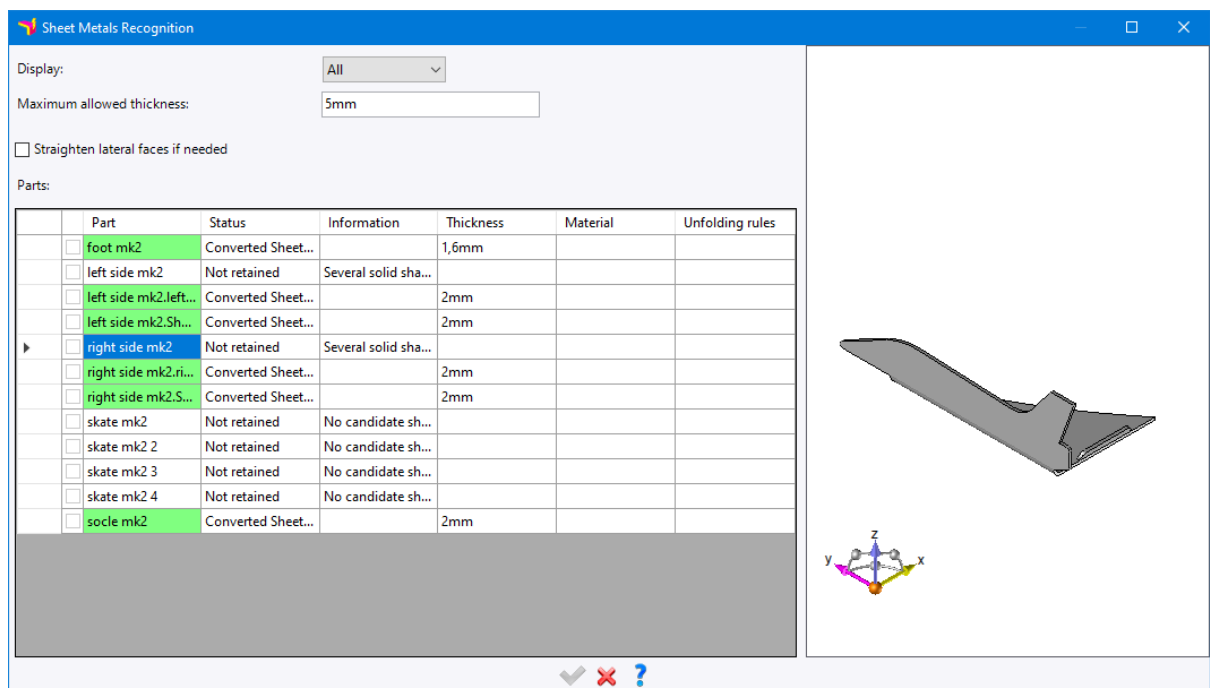 Sheet Metals Recognition
Display: All
Maximum allowed thickness: 5mm
Straighten lateral faces if needed
Parts:
Part Status Information Thickness Material Unfolding rules
foot mk2 Converted Sheet... 1,6mm
left side mk2 Not retained Several solid sha...
left side mk2.left... Converted Sheet... 2mm
left side mk2.Sh... Converted Sheet... 2mm
right side mk2 Not retained Several solid sha...
right side mk2.ri... Converted Sheet... 2mm
right side mk2.S... Converted Sheet... 2mm
skate mk2 Not retained No candidate sh...
skate mk2 2 Not retained No candidate sh...
skate mk2 3 Not retained No candidate sh...
skate mk2 4 Not retained No candidate sh...
socle mk2 Converted Sheet... 2mm
z
y x